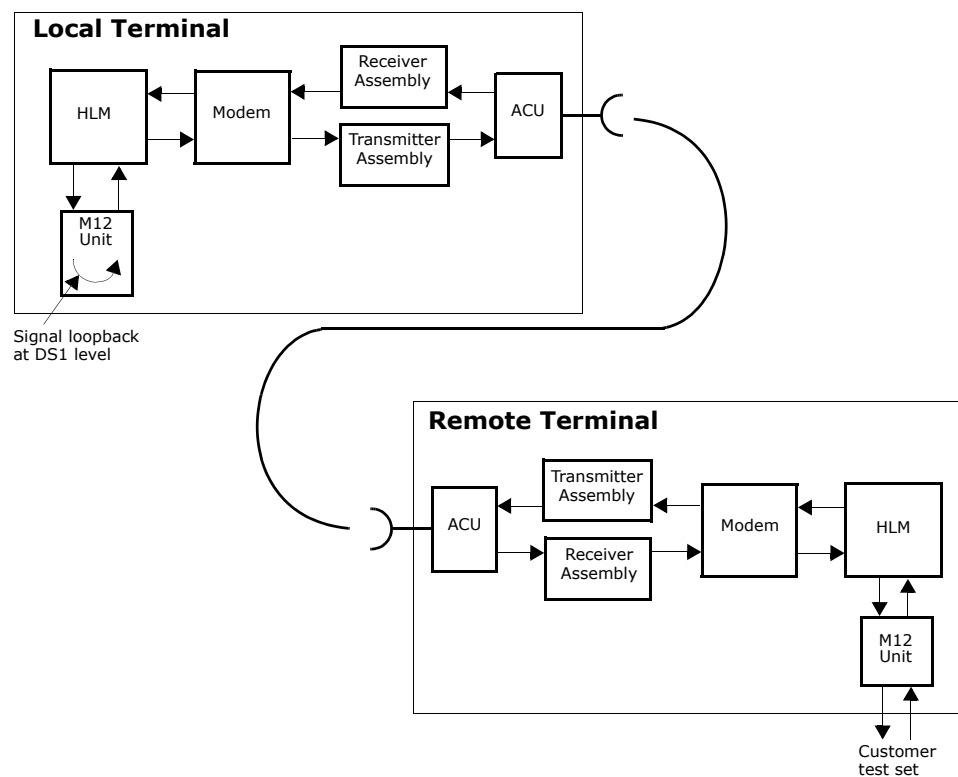 Local Terminal
Receiver
Assembly
HLM
Modem
ACU
Transmitter
Assembly
M12
Unit
Signal loopback
at DS1 level
Remote Terminal
Transmitter
Assembly
ACU
Modem
HLM
Receiver
Assembly
M12
Unit
Customer
test set